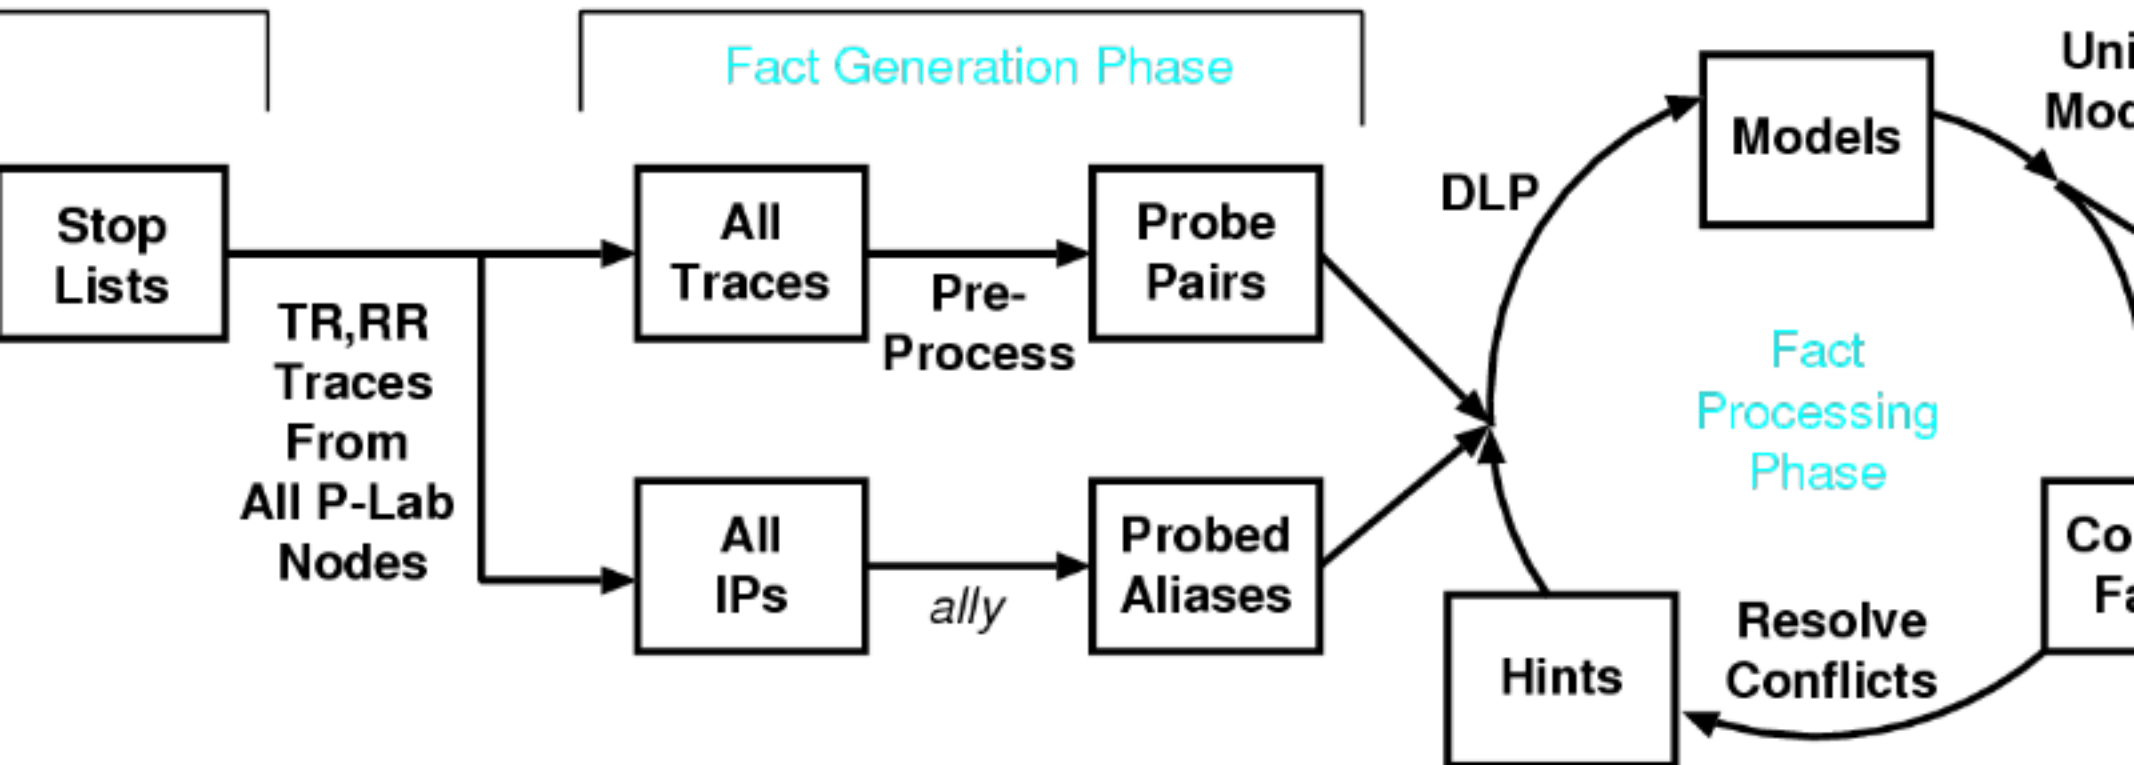 Fact Generation Phase
Stop
Lists
TR,RR
Traces
From
All P-Lab
Nodes
All
Traces
Pre-
Process
Probe
Pairs
All
IPs
ally
Probed
Aliases
DLP
Models
Fact
Processing
Phase
Hints
Resolve
Conflicts